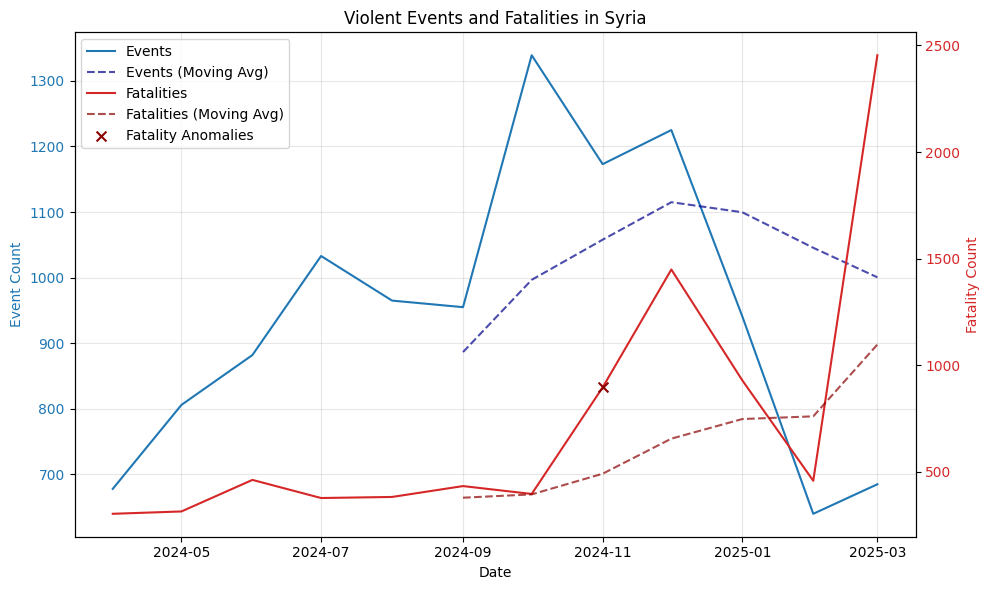 Violent Events and Fatalities in Syria
Events
Events (Moving Avg)
Fatalities
Fatalities (Moving Avg)
Fatality Anomalies
Event Count
1300
1200
1100
1000
900
800
700
2500
2000
1500
1000
500
Fatality Count
2024-05
2024-07
2024-09
2024-11
2025-01
2025-03
Date